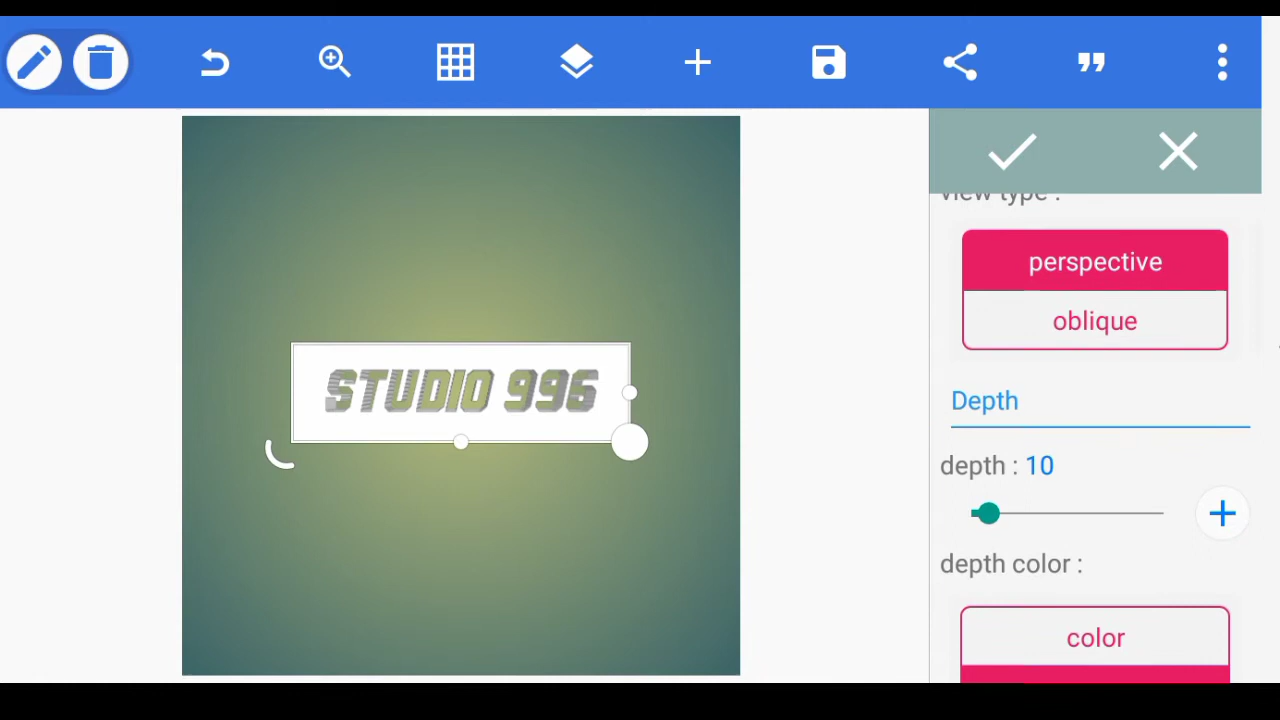 view type :
perspective
oblique
STUDIO 996
Depth
depth : 10
depth color :
color